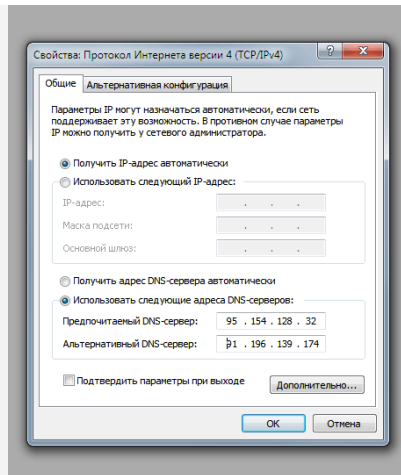 Свойства: Протокол Интернета версии 4 (TCP/IPv4)
Общие Альтернативная конфигурация
Параметры IP могут назначаться автоматически, если сеть
поддерживает эту возможность. В противном случае параметры
IP можно получить у сетевого администратора.
Получить IP-адрес автоматически
Использовать следующий IP-адрес:
IP-адрес:
Маска подсети:
Основной шлюз:
Получить адрес DNS-сервера автоматически
Использовать следующие адреса DNS-серверов:
Предпочитаемый DNS-сервер: 95 . 154 . 128 . 32
Альтернативный DNS-сервер: 91 . 196 . 139 . 174
Подтвердить параметры при выходе
Дополнительно...
ОК Отмена